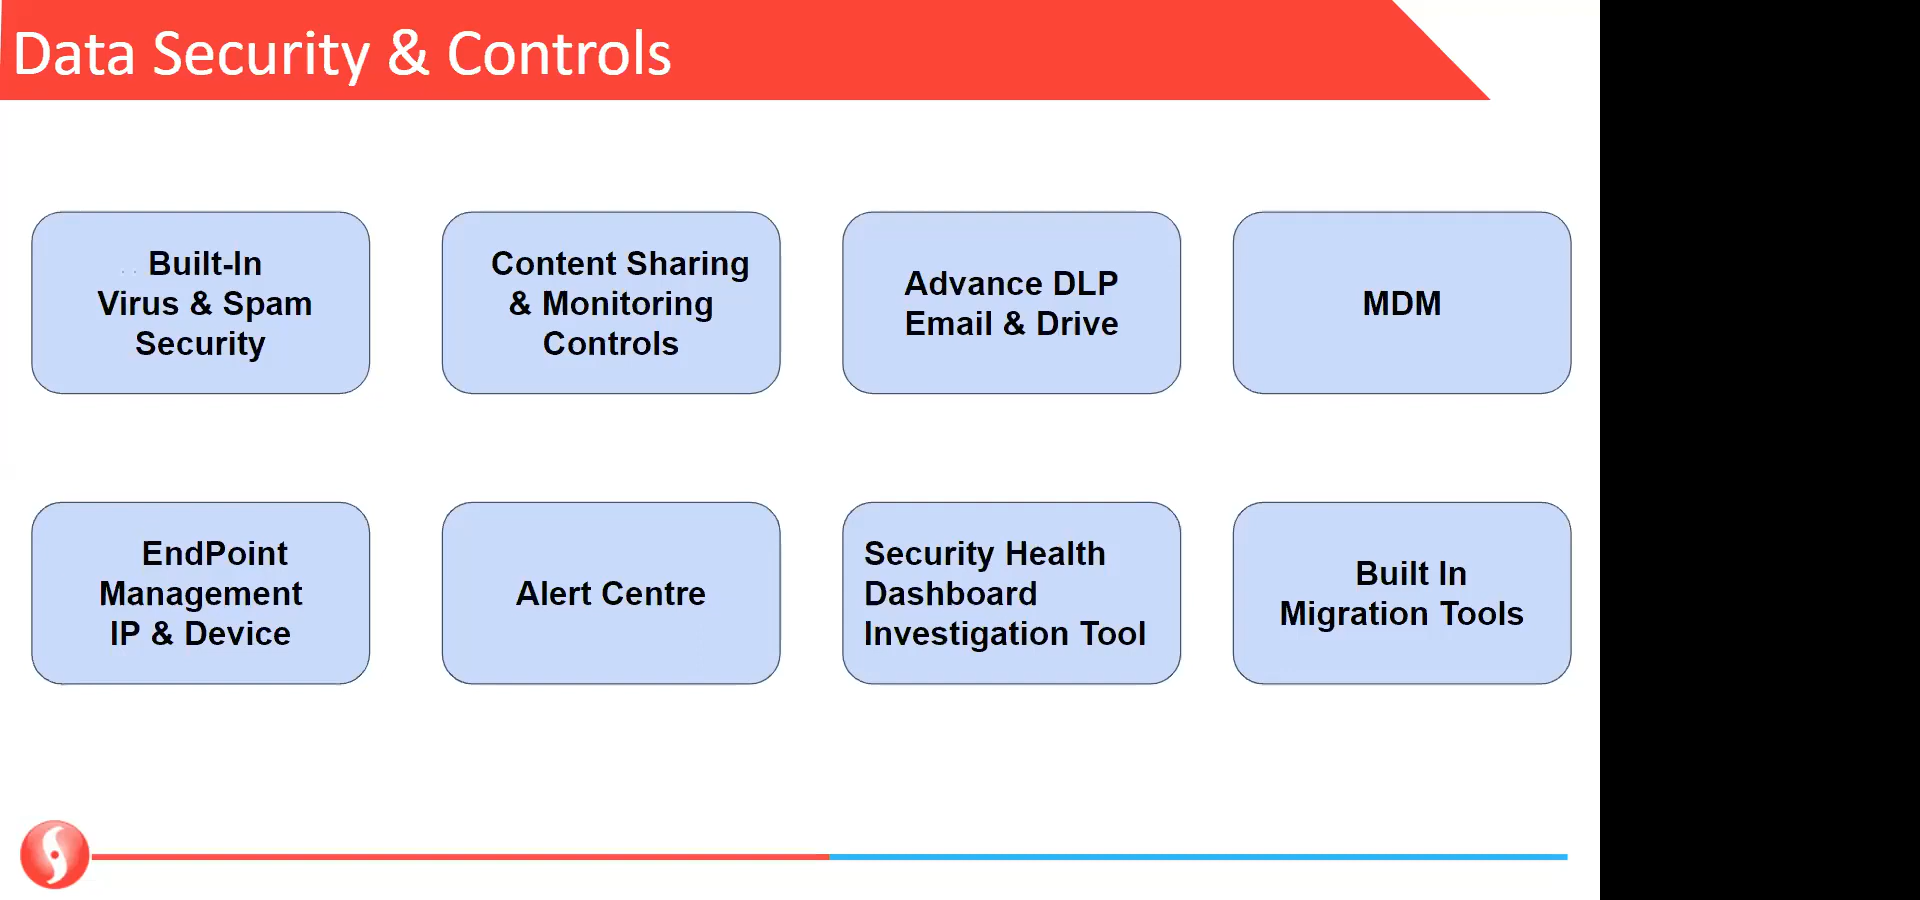 Data Security & Controls
Built-In
Virus & Spam
Security
Content Sharing
& Monitoring
Controls
Advance DLP
Email & Drive
MDM
EndPoint
Management
IP & Device
Alert Centre
Security Health
Dashboard
Investigation Tool
Built In
Migration Tools